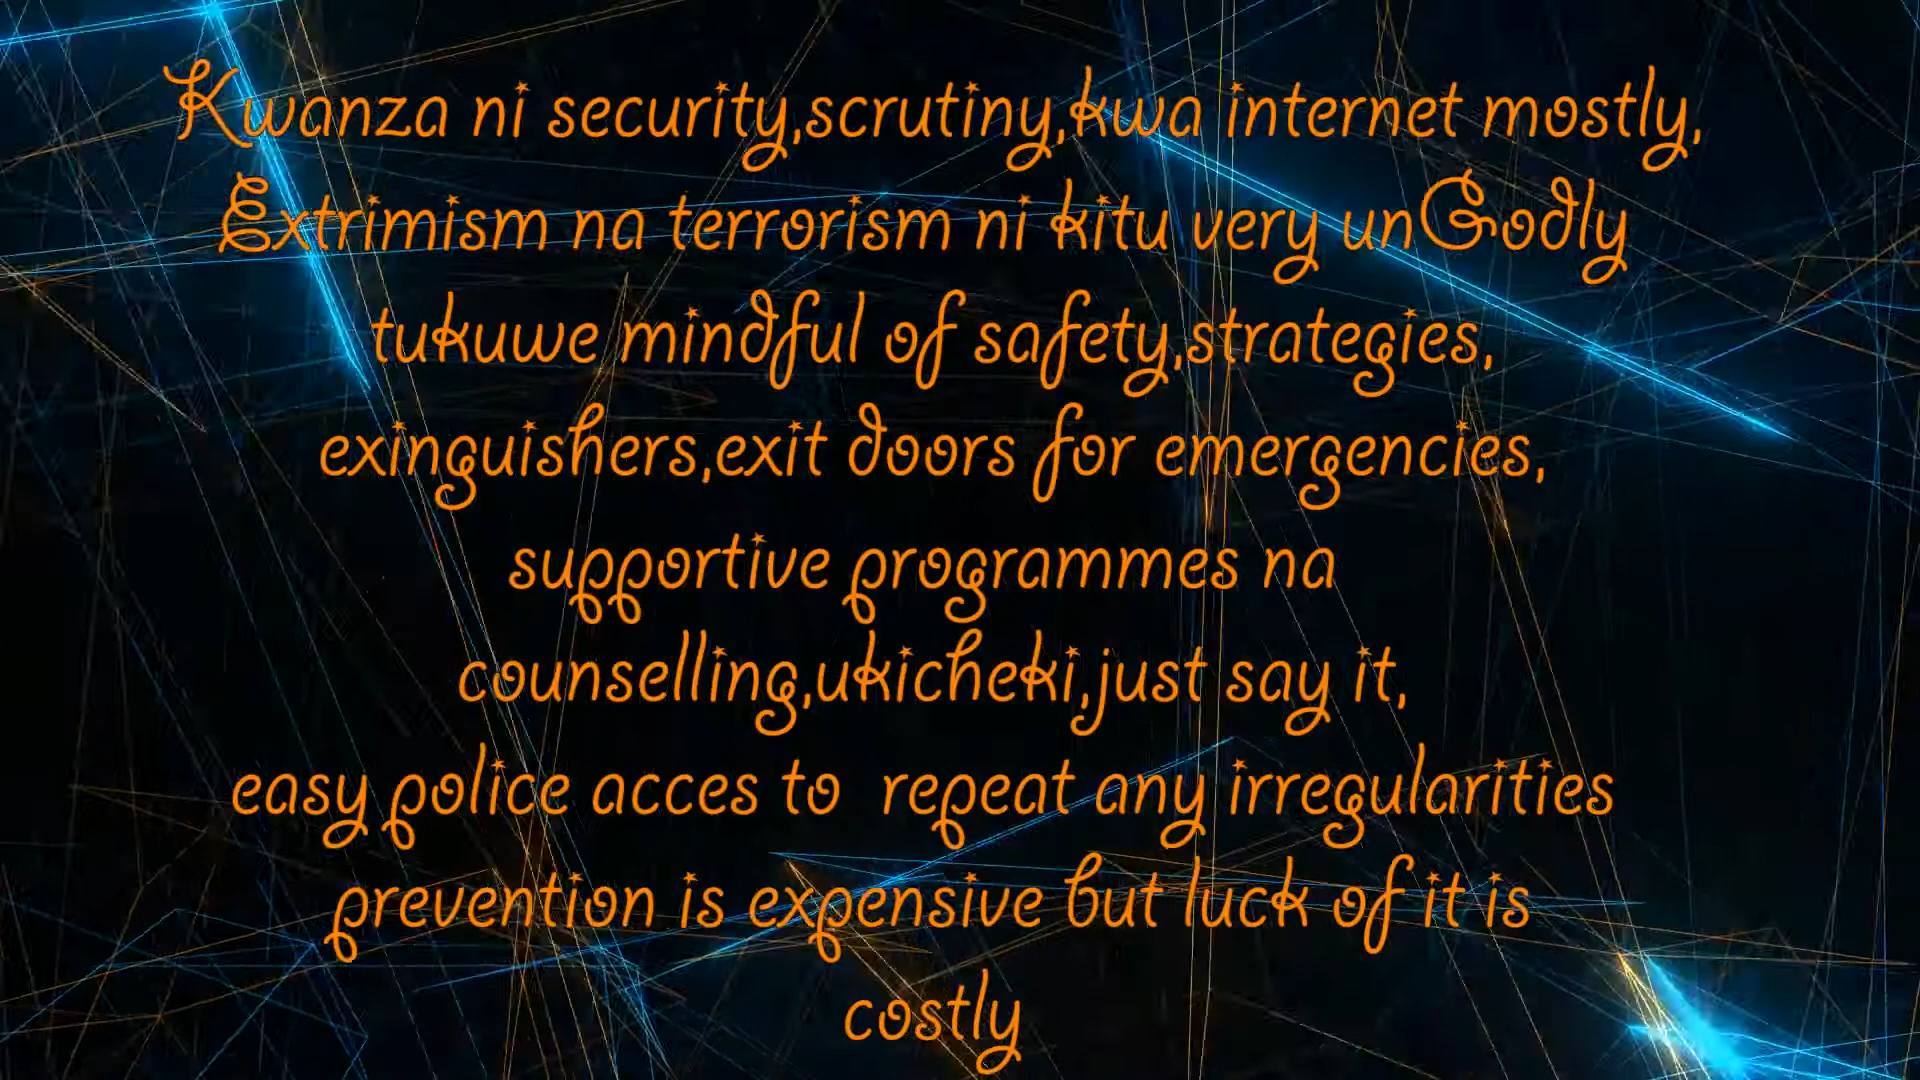 Kwanza ni security,scrutiny,kwa internet mostly,
Extrimism na terrorism ni kitu very unGodly
tukuwe mindful of safety,strategies,
exinguishers,exit doors for emergencies,
supportive programmes na
counselling,ukicheki,just say it,
easy police acces to  repeat any irregularities
prevention is expensive but luck of it is
costly